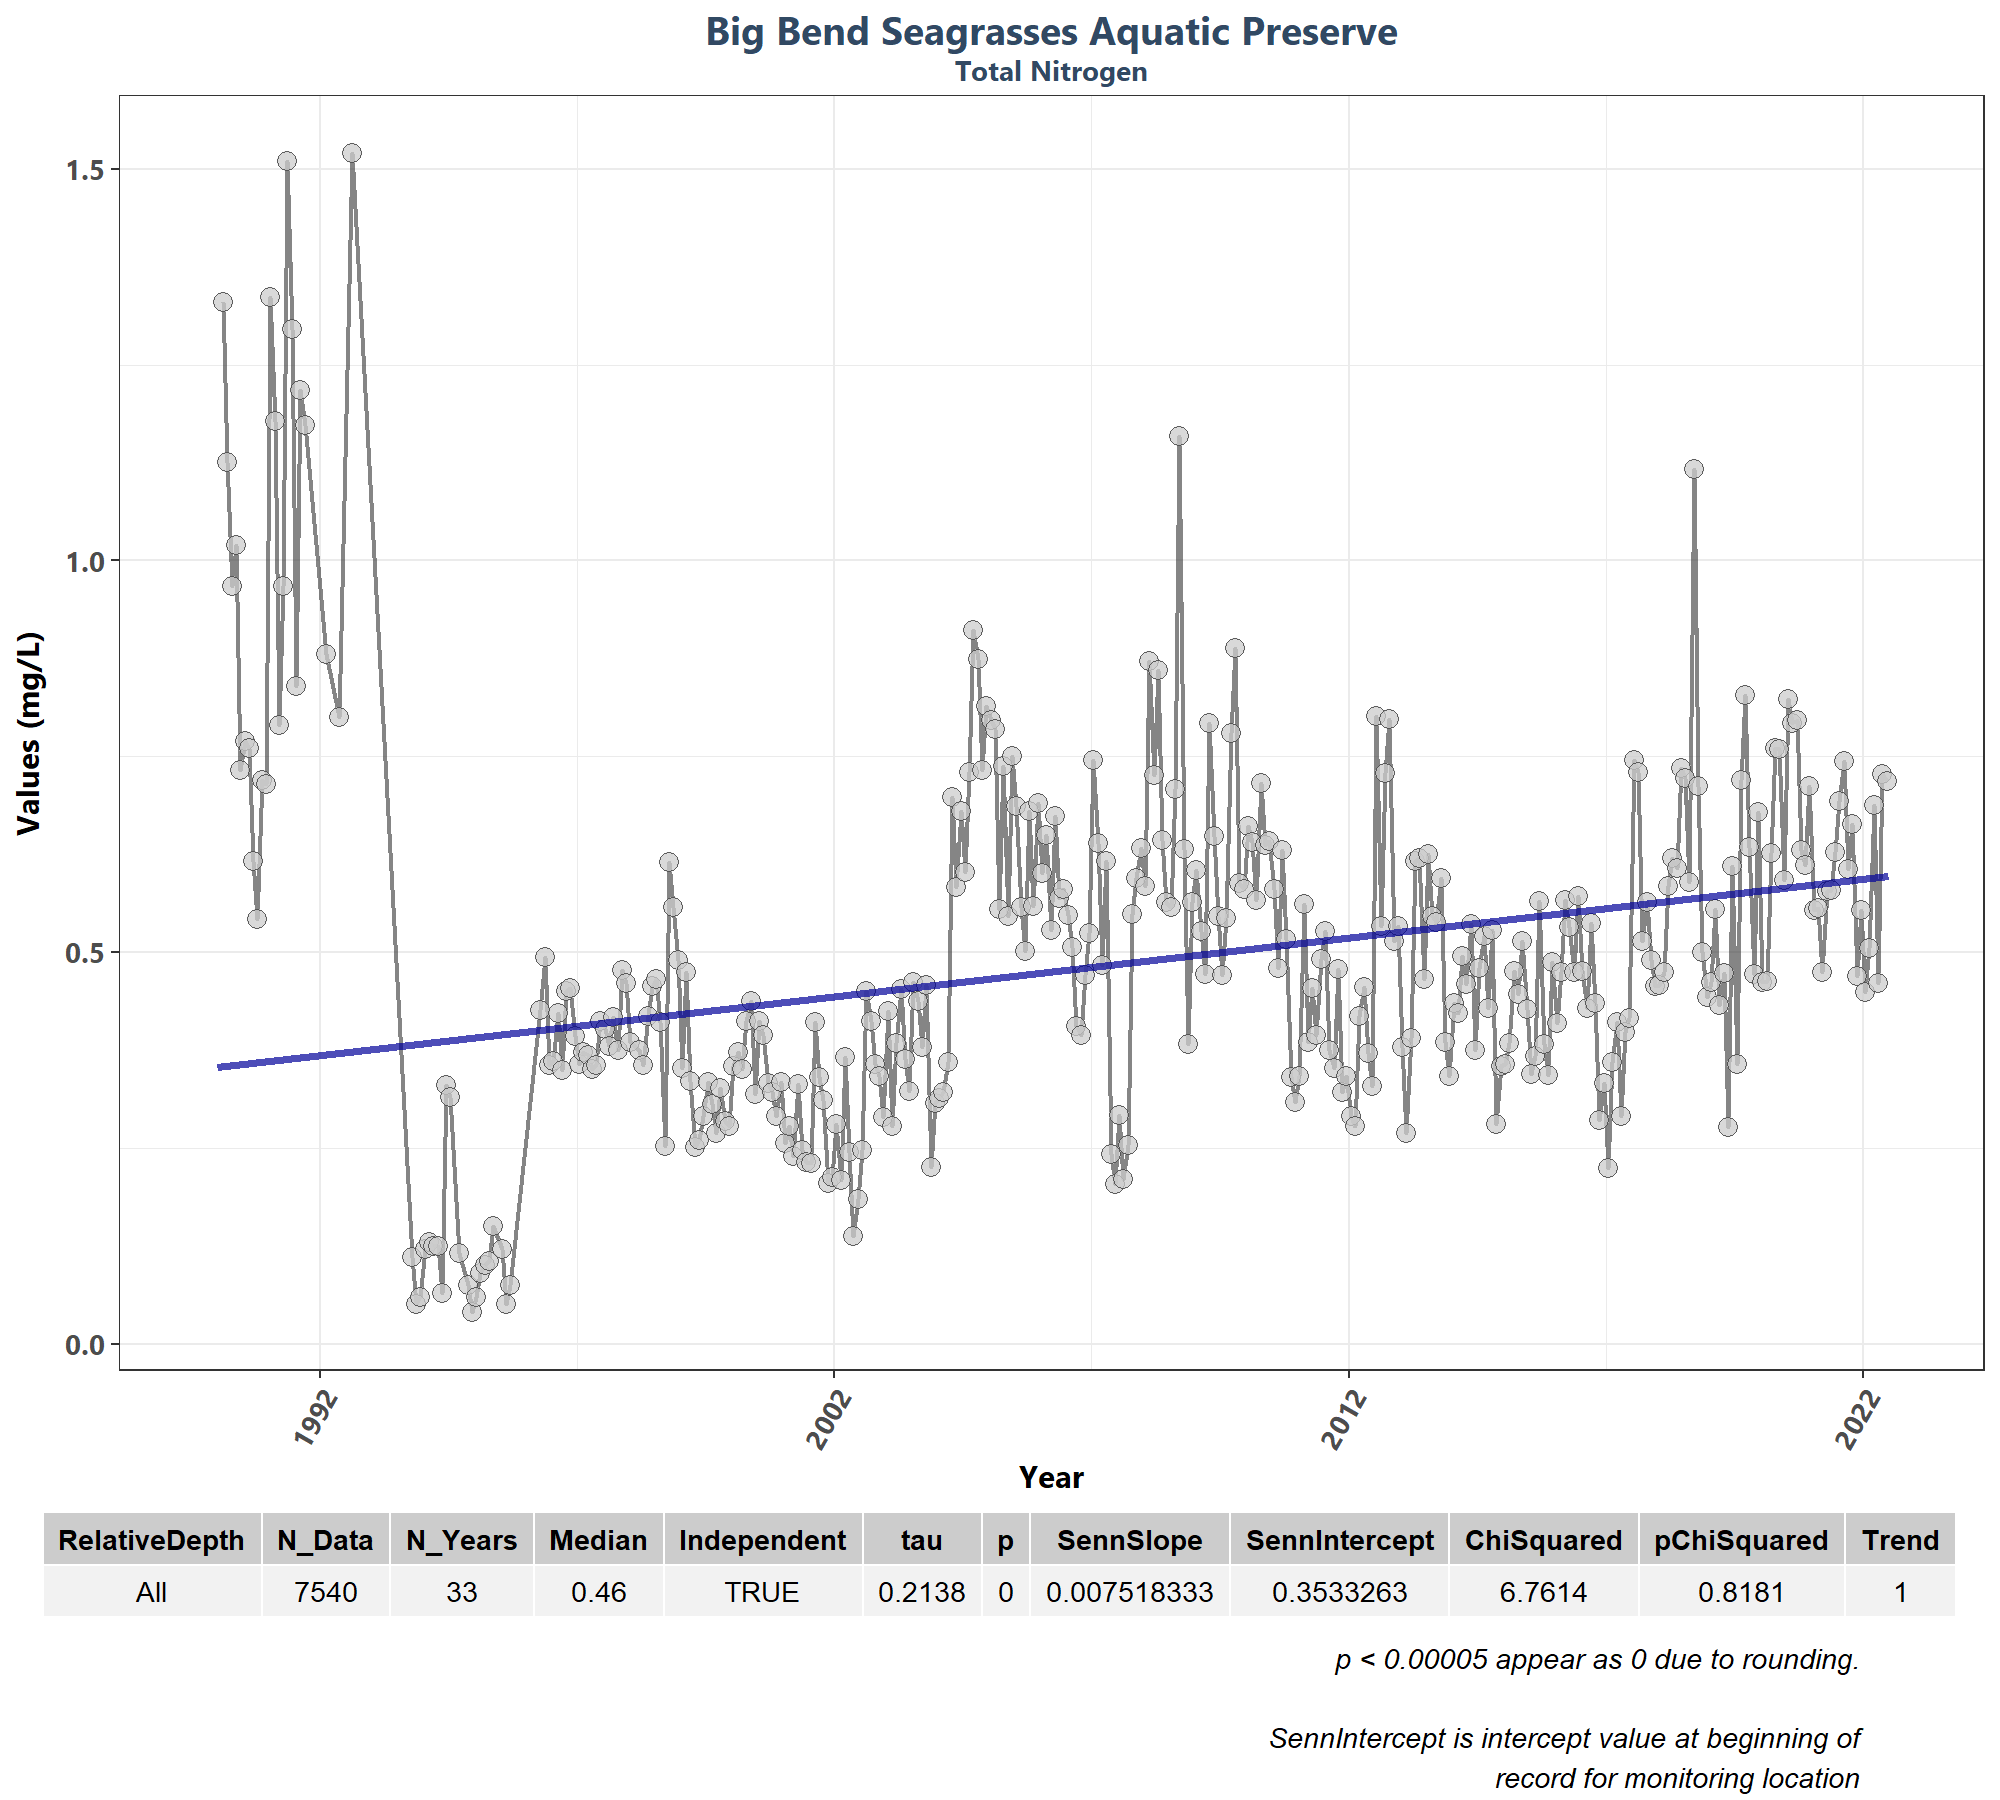 Big Bend Seagrasses Aquatic Preserve
Total Nitrogen
Values (mg/L)
1.5
1.0
0.5
0.0
1992
2002
2012
2022
Year
RelativeDepth N_Data N_Years Median Independent tau p SennSlope SennIntercept ChiSquared pChiSquared Trend
All 7540 33 0.46 TRUE 0.2138 0 0.007518333 0.3533263 6.7614 0.8181 1
p < 0.00005 appear as 0 due to rounding.
SennIntercept is intercept value at beginning of
record for monitoring location